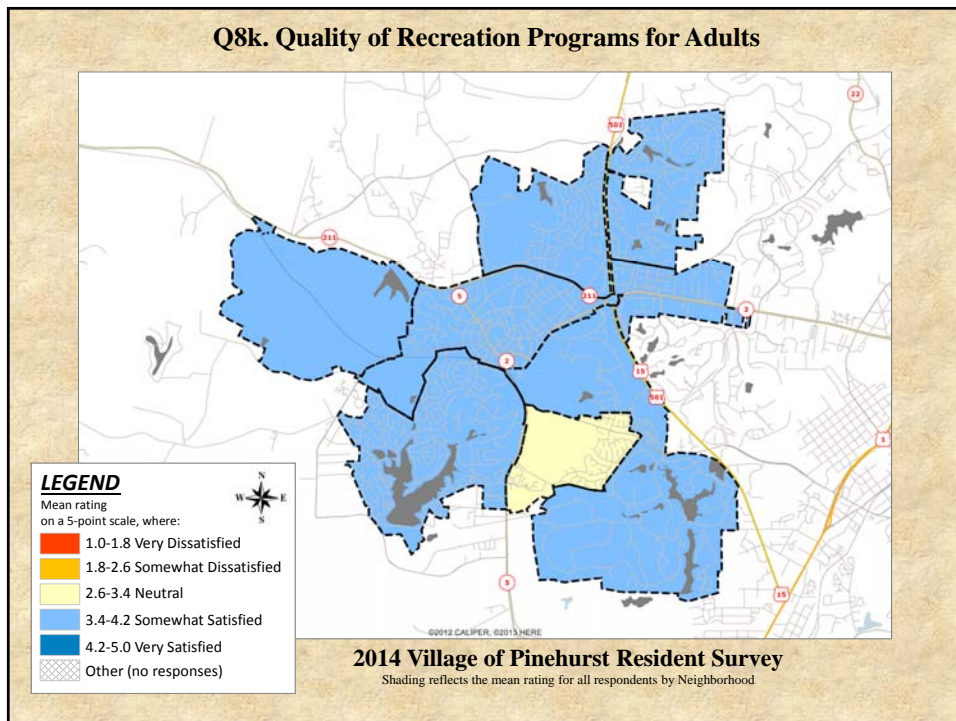 Q8k. Quality of Recreation Programs for Adults
22
501
211
5
211
2
2
15
501
1
5
15
LEGEND
Mean rating
on a 5-point scale, where:
N
W E
S
1.0-1.8 Very Dissatisfied
1.8-2.6 Somewhat Dissatisfied
2.6-3.4 Neutral
3.4-4.2 Somewhat Satisfied
4.2-5.0 Very Satisfied
Other (no responses)
©2012 CALIPER, ©2013 HERE
2014 Village of Pinehurst Resident Survey
Shading reflects the mean rating for all respondents by Neighborhood